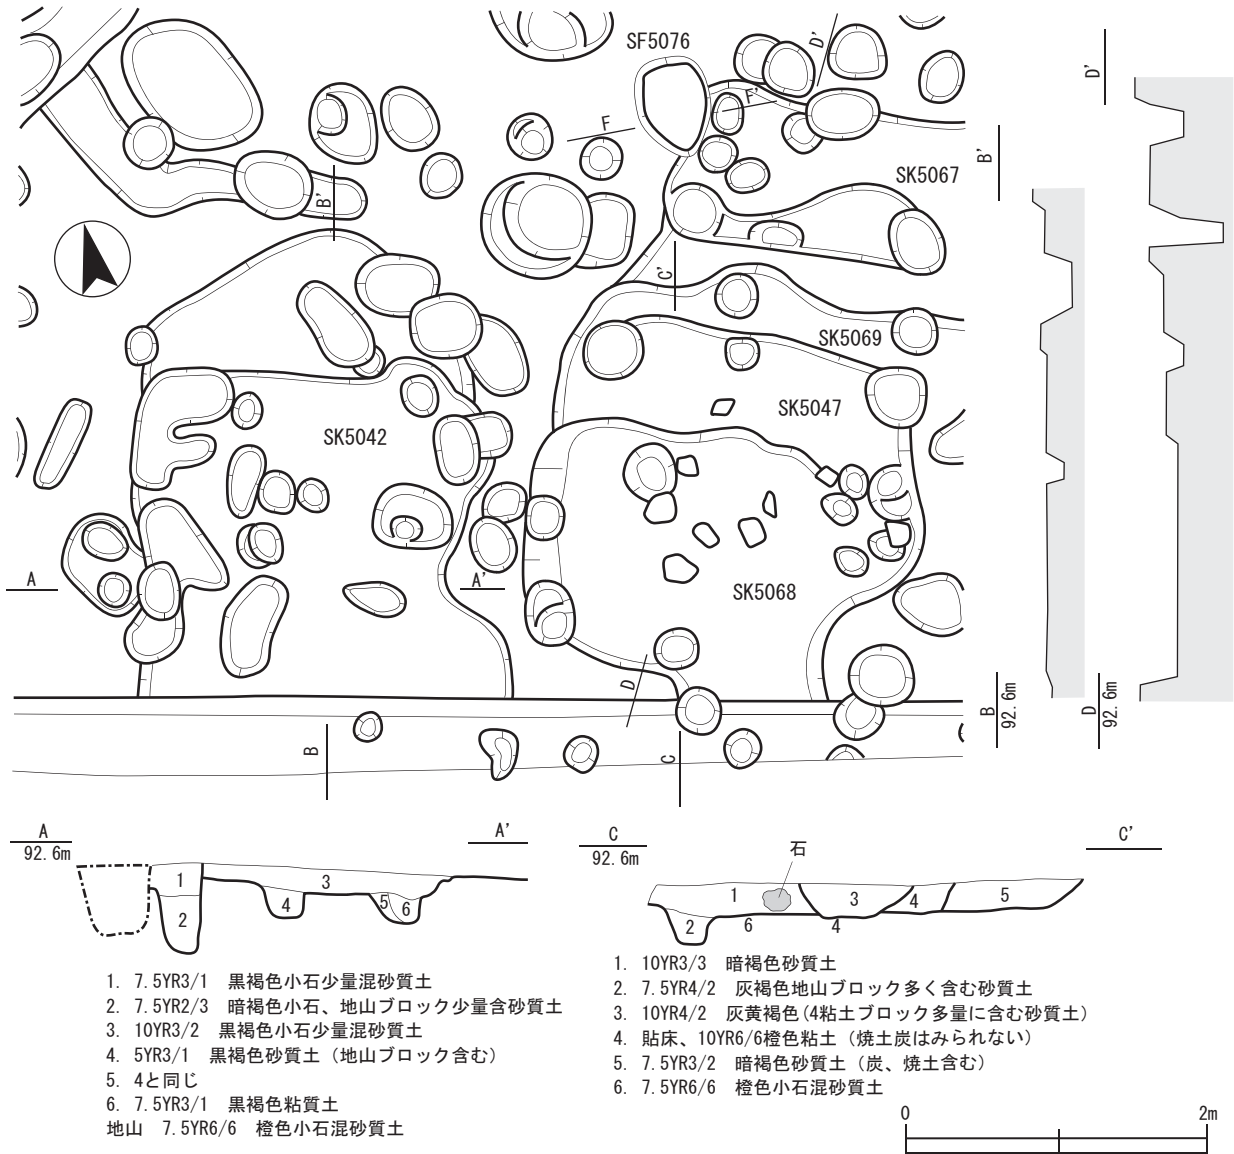 SF5076
D'
D'
F'
F
B'
SK5067
B'
C'
SK5069
SK5047
SK5042
A
A'
SK5068
D
B
92.6m
D
92.6m
B
C
A
92.6m
A'
C
92.6m
C'
石
1
2
3
4
5
6
1
2
3
4
5
6
4
1. 7.5YR3/1 黒褐色小石少量混砂質土
2. 7.5YR2/3 暗褐色小石、地山ブロック少量含砂質土
3. 10YR3/2 黒褐色小石少量混砂質土
4. 5YR3/1 黒褐色砂質土（地山ブロック含む）
5. 4と同じ
6. 7.5YR3/1 黒褐色粘質土
地山 7.5YR6/6 橙色小石混砂質土
1. 10YR3/3 暗褐色砂質土
2. 7.5YR4/2 灰褐色地山ブロック多く含む砂質土
3. 10YR4/2 灰黄褐色(4粘土ブロック多量に含む砂質土)
4. 貼床、10YR6/6橙色粘土（焼土炭はみられない）
5. 7.5YR3/2 暗褐色砂質土（炭、焼土含む）
6. 7.5YR6/6 橙色小石混砂質土
0 2m